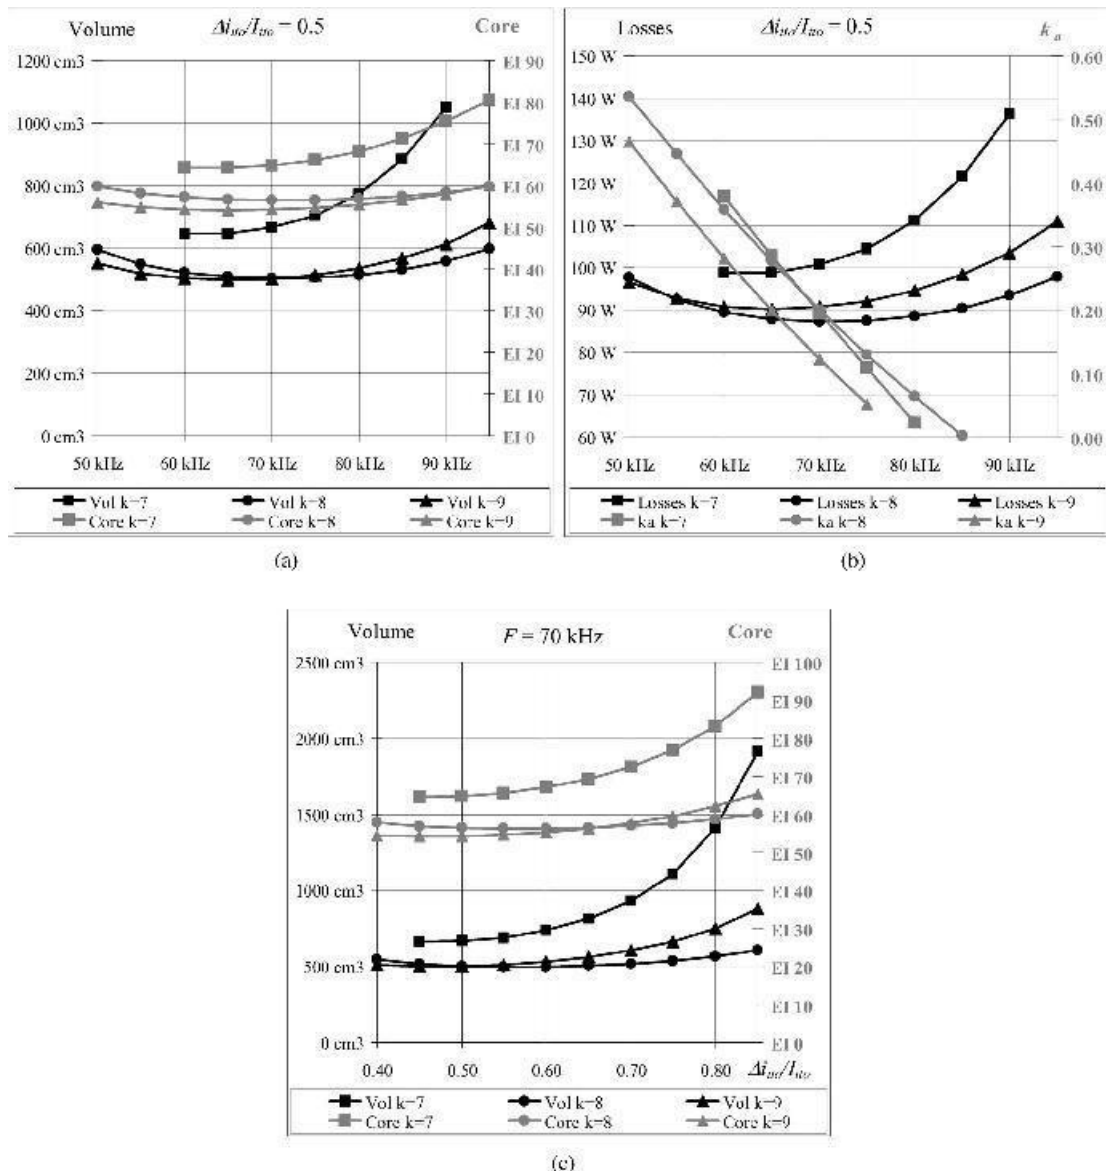 Volume Δi_uo/I_uo = 0.5 Core
1200 cm3 EI 90
EI 80
1000 cm3
EI 70
800 cm3 EI 60
EI 50
600 cm3
EI 40
400 cm3 EI 30
EI 20
200 cm3
EI 10
0 cm3 EI 0
50 kHz 60 kHz 70 kHz 80 kHz 90 kHz
Vol k=7 Vol k=8 Vol k=9
Core k=7 Core k=8 Core k=9
(a)
Losses Δi_uo/I_uo = 0.5 k_a
150 W 0.60
140 W
0.50
130 W
120 W 0.40
110 W
0.30
100 W
90 W 0.20
80 W
0.10
70 W
60 W 0.00
50 kHz 60 kHz 70 kHz 80 kHz 90 kHz
Losses k=7 Losses k=8 Losses k=9
ka k=7 ka k=8 ka k=9
(b)
Volume F = 70 kHz Core
2500 cm3 EI 100
EI 90
2000 cm3 EI 80
EI 70
1500 cm3 EI 60
EI 50
1000 cm3 EI 40
EI 30
500 cm3 EI 20
EI 10
0 cm3 EI 0
0.40 0.50 0.60 0.70 0.80 Δi_uo/I_uo
Vol k=7 Vol k=8 Vol k=9
Core k=7 Core k=8 Core k=9
(c)